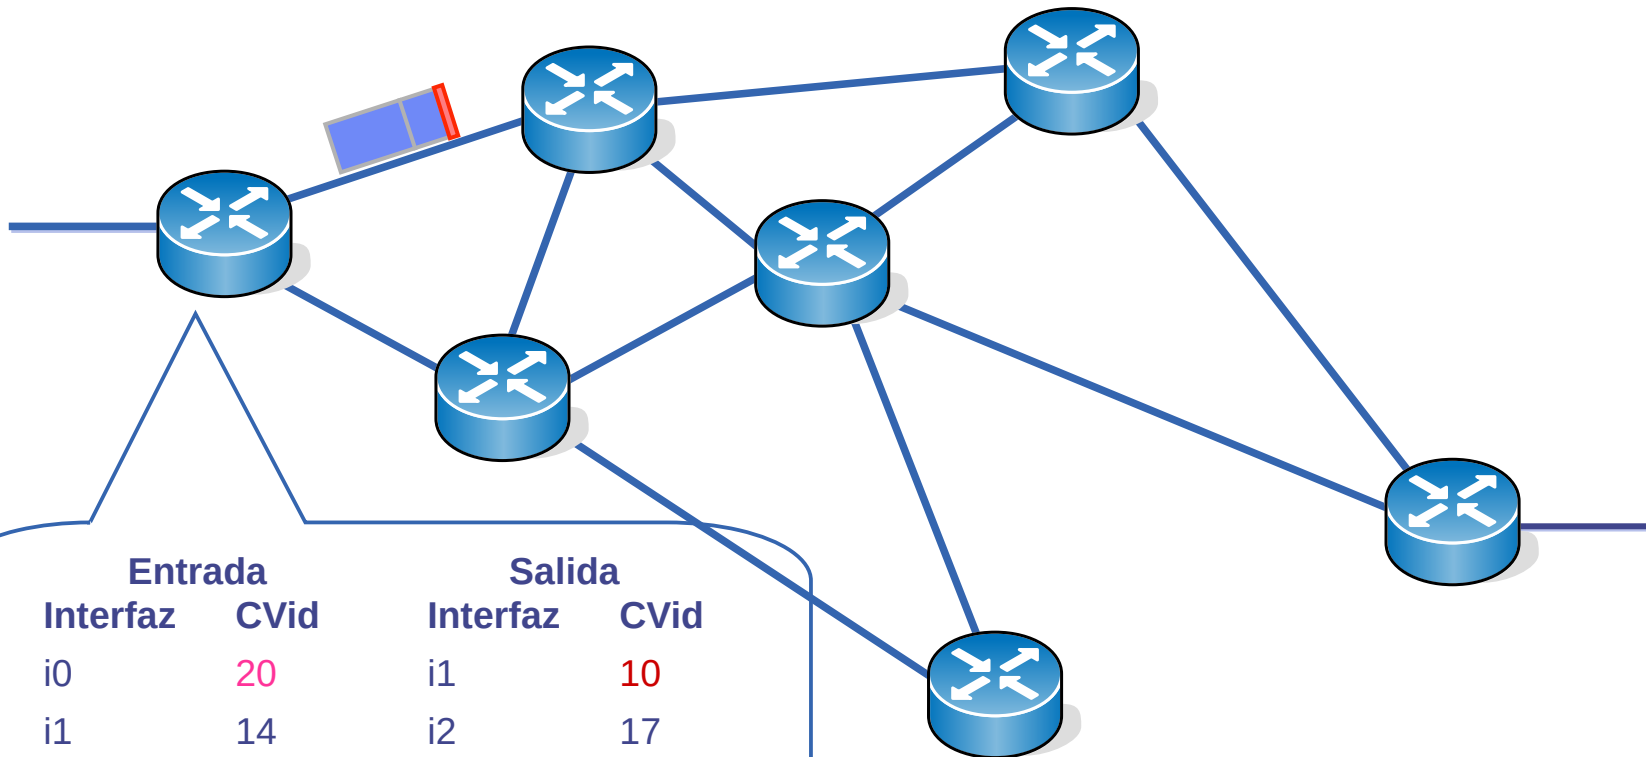 Entrada Salida
Interfaz CVid Interfaz CVid
i0 20 i1 10
i1 14 i2 17